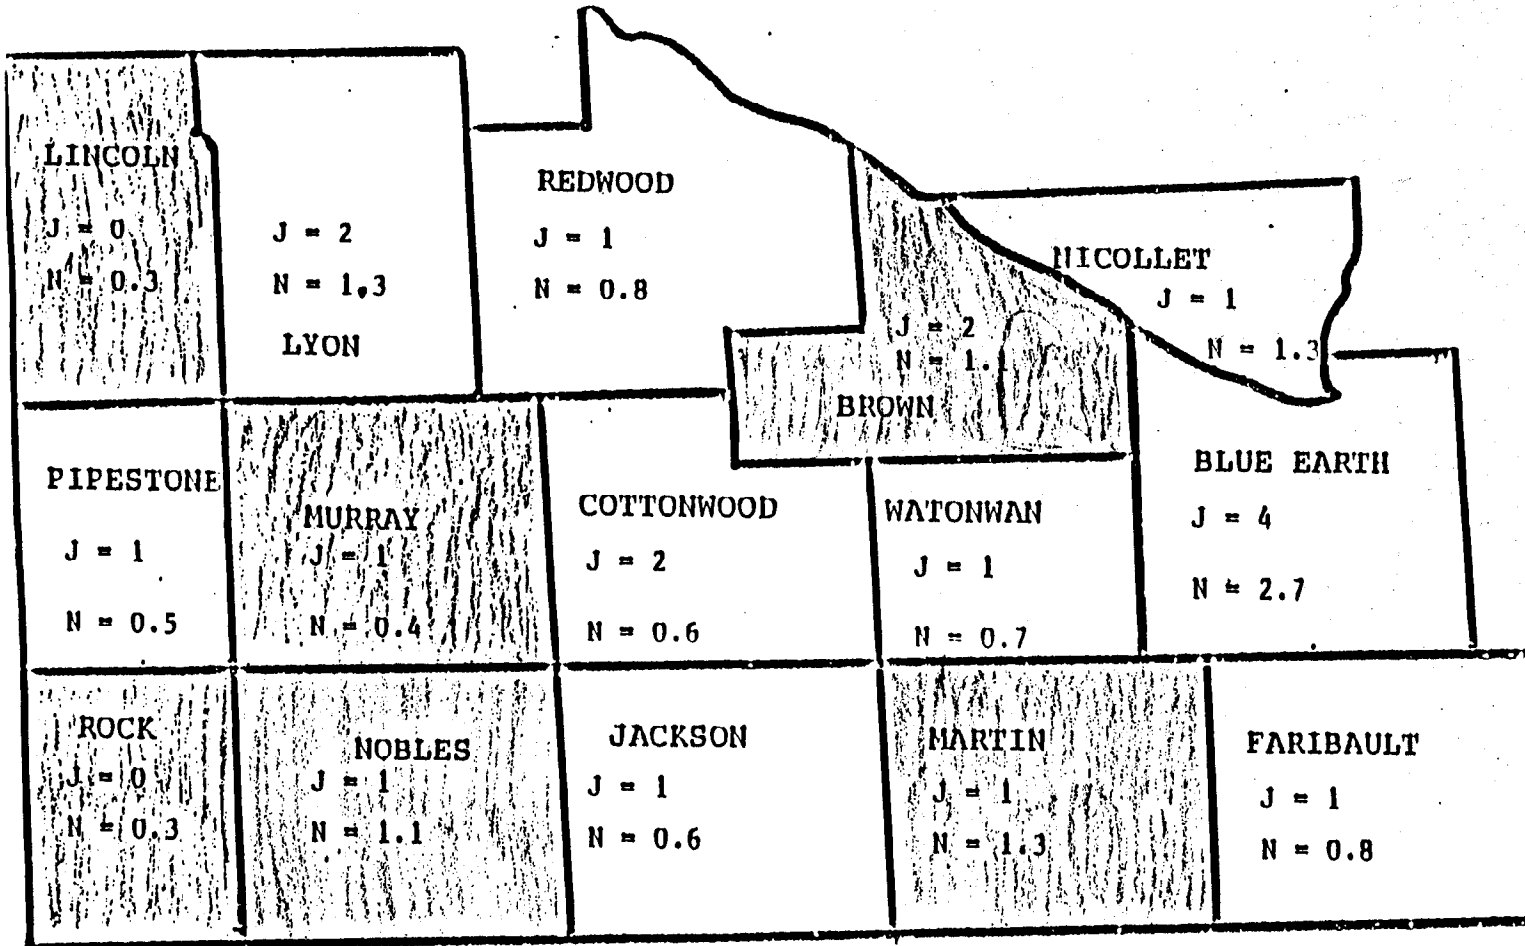 LINCOLN
J = 0
N = 0.3
J = 2
N = 1.3
LYON
REDWOOD
J = 1
N = 0.8
NICOLLET
J = 1
N = 1.3
J = 2
N = 1.1
BROWN
PIPESTONE
J = 1
N = 0.5
MURRAY
J = 1
N = 0.4
COTTONWOOD
J = 2
N = 0.6
WATONWAN
J = 1
N = 0.7
BLUE EARTH
J = 4
N = 2.7
ROCK
J = 0
N = 0.3
NOBLES
J = 1
N = 1.1
JACKSON
J = 1
N = 0.6
MARTIN
J = 1
N = 1.3
FARIBAULT
J = 1
N = 0.8